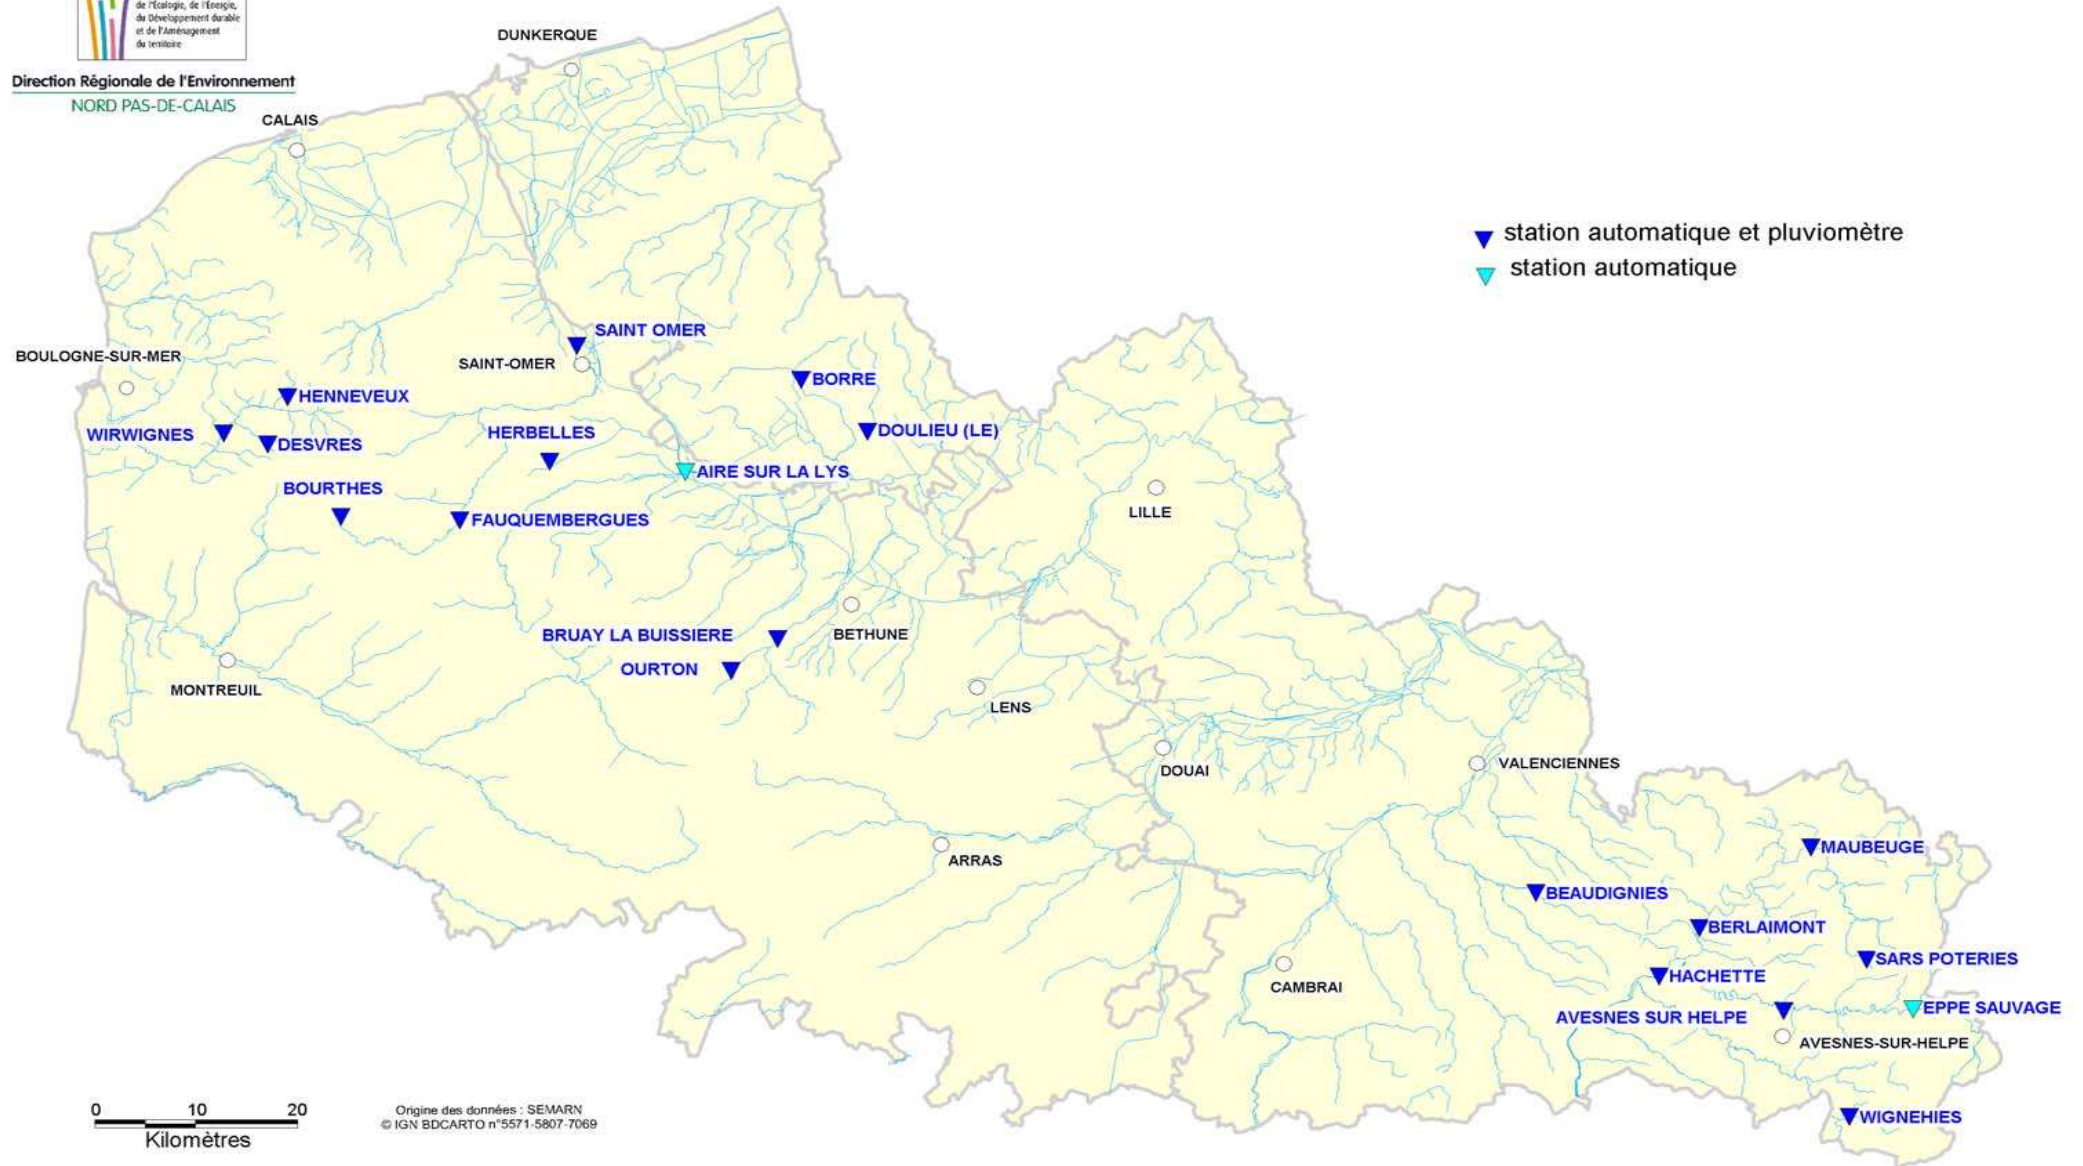 de l'Écologie, de l'Énergie,
du Développement durable
et de l'Aménagement
du territoire
Direction Régionale de l'Environnement
NORD PAS-DE-CALAIS
DUNKERQUE
CALAIS
station automatique et pluviomètre
station automatique
SAINT OMER
BOULOGNE-SUR-MER
SAINT-OMER
BORRE
HENNEVEUX
WIRWIGNES
DESVRES
HERBELLES
DOULIEU (LE)
AIRE SUR LA LYS
BOURTHES
FAUQUEMBERGUES
LILLE
BRUAY LA BUISSIERE
BETHUNE
OURTON
MONTREUIL
LENS
DOUAI
VALENCIENNES
ARRAS
MAUBEUGE
BEAUDIGNIES
BERLAIMONT
SARS POTERIES
HACHETTE
CAMBRAI
EPPE SAUVAGE
AVESNES SUR HELPE
AVESNES-SUR-HELPE
WIGNEHIES
0 10 20
Kilomètres
Origine des données : SEMARN
© IGN BDCARTO n°5571-5807-7069